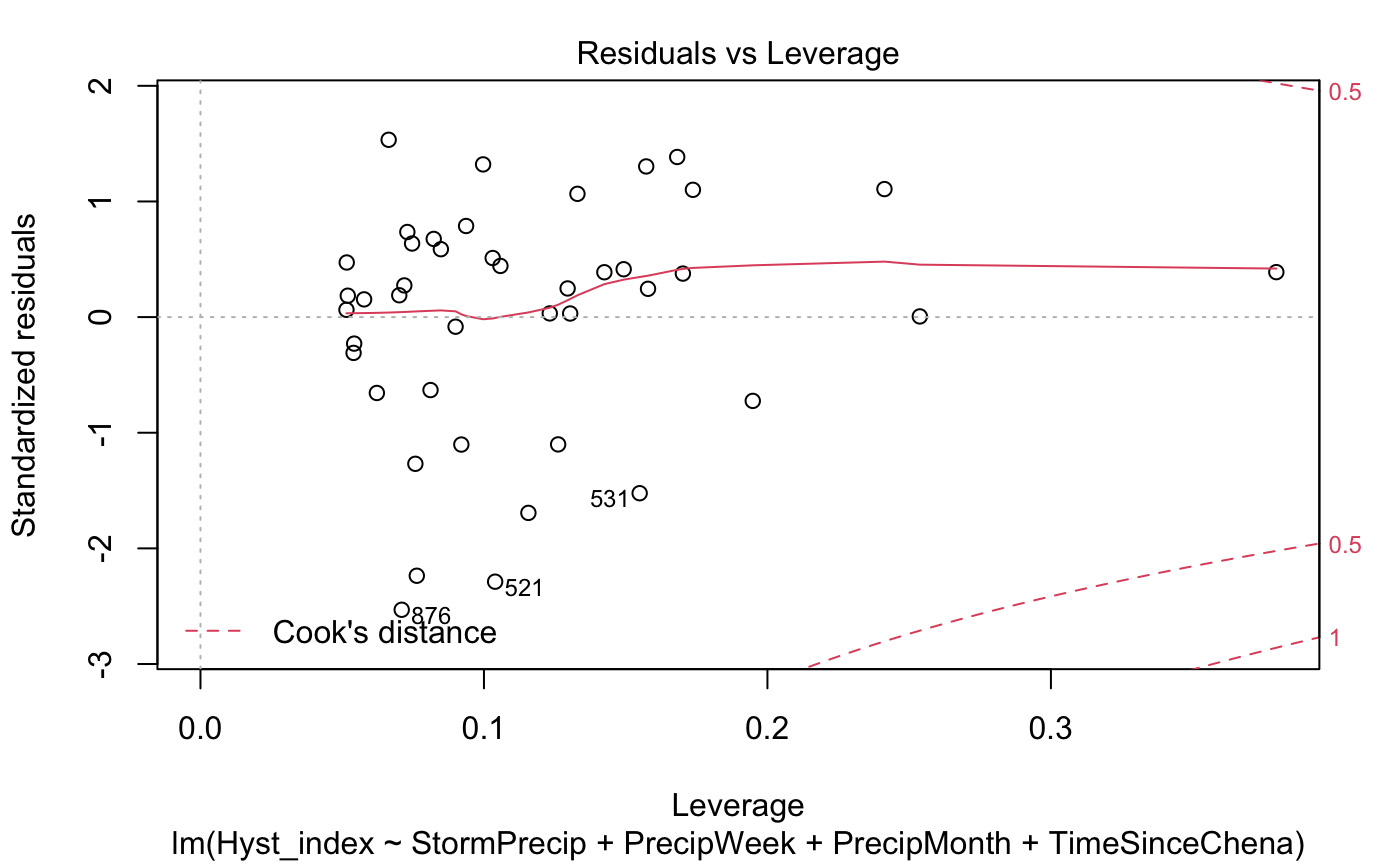 Residuals vs Leverage
Standardized residuals
2
1
0
-1
-2
-3
0.5
0.5
1
531
521
876
Cook's distance
0.0 0.1 0.2 0.3
Leverage
lm(Hyst_index ~ StormPrecip + PrecipWeek + PrecipMonth + TimeSinceChena)